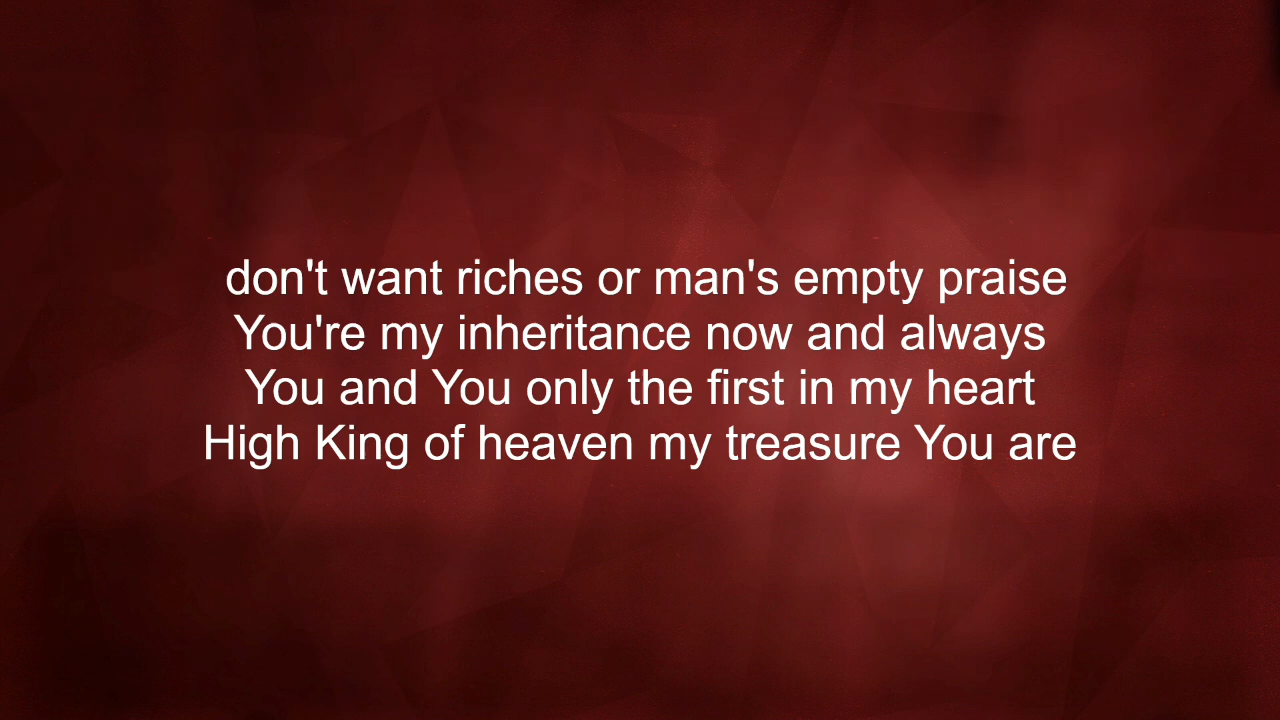 don't want riches or man's empty praise
You're my inheritance now and always
You and You only the first in my heart
High King of heaven my treasure You are